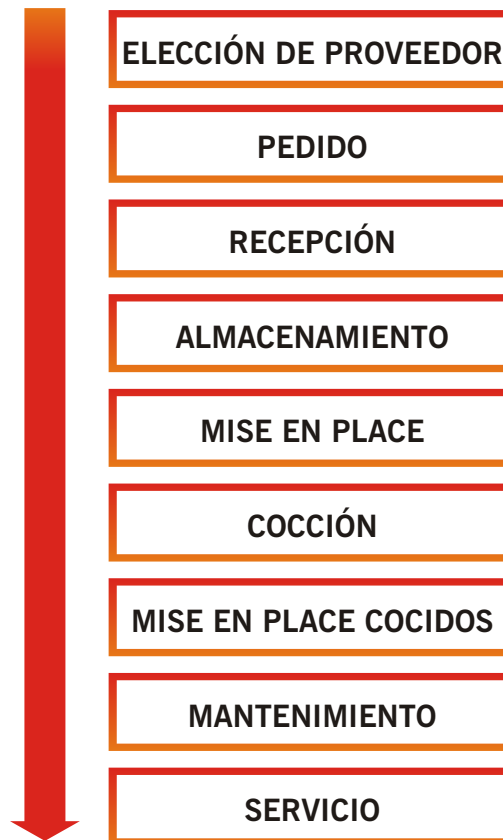 ELECCIÓN DE PROVEEDOR
PEDIDO
RECEPCIÓN
ALMACENAMIENTO
MISE EN PLACE
COCCIÓN
MISE EN PLACE COCIDOS
MANTENIMIENTO
SERVICIO